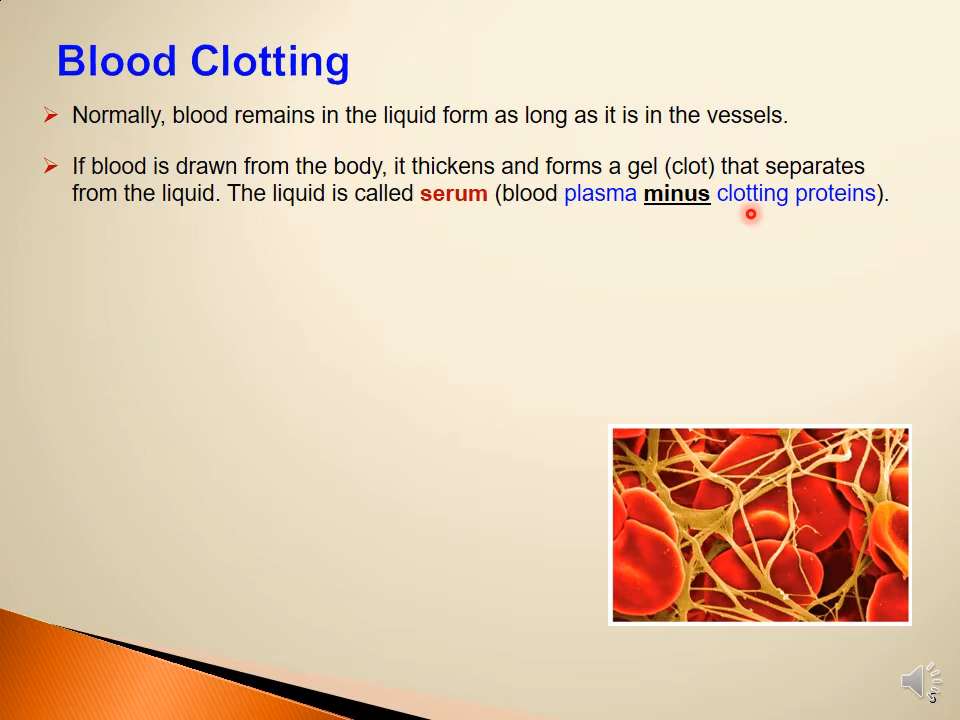 Blood Clotting
Normally, blood remains in the liquid form as long as it is in the vessels.
If blood is drawn from the body, it thickens and forms a gel (clot) that separates
from the liquid. The liquid is called serum (blood plasma minus clotting proteins).
5